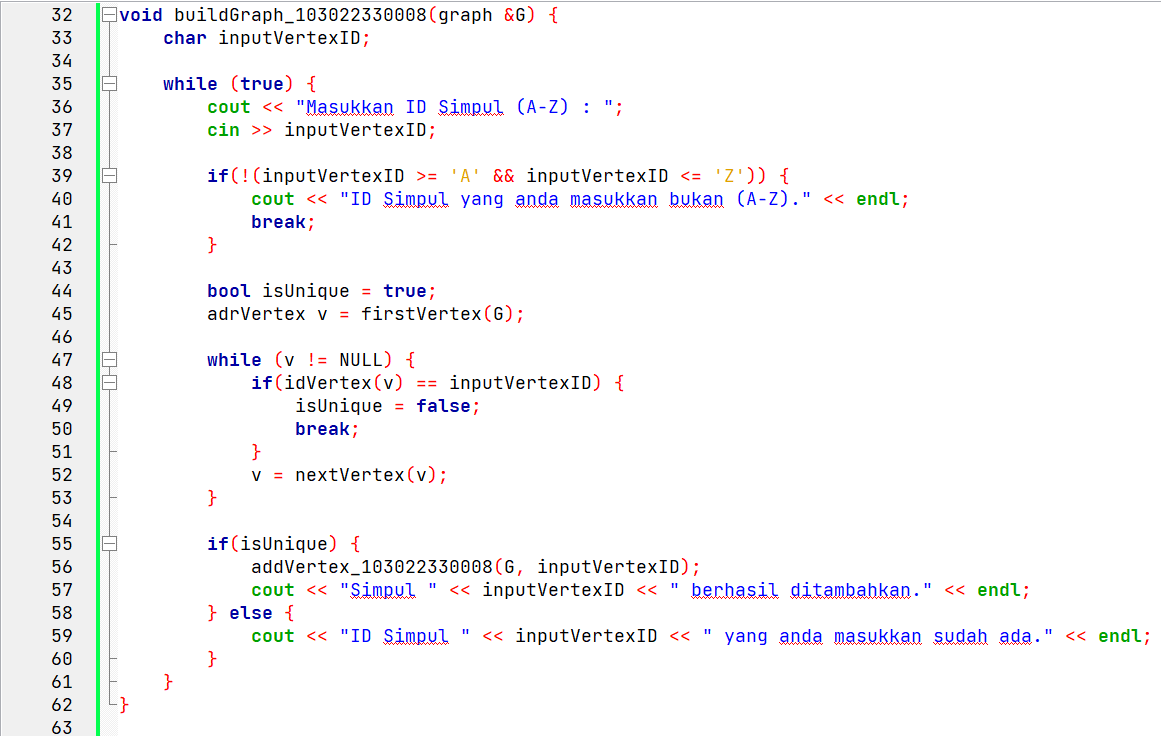 32 void buildGraph_103022330008(graph &G) {
33     char inputVertexID;
34
35     while (true) {
36         cout << "Masukkan ID Simpul (A-Z) : ";
37         cin >> inputVertexID;
38
39         if(!(inputVertexID >= 'A' && inputVertexID <= 'Z')) {
40             cout << "ID Simpul yang anda masukkan bukan (A-Z)." << endl;
41             break;
42         }
43
44         bool isUnique = true;
45         adrVertex v = firstVertex(G);
46
47         while (v != NULL) {
48             if(idVertex(v) == inputVertexID) {
49                 isUnique = false;
50                 break;
51             }
52             v = nextVertex(v);
53         }
54
55         if(isUnique) {
56             addVertex_103022330008(G, inputVertexID);
57             cout << "Simpul " << inputVertexID << " berhasil ditambahkan." << endl;
58         } else {
59             cout << "ID Simpul " << inputVertexID << " yang anda masukkan sudah ada." << endl;
60         }
61     }
62 }
63